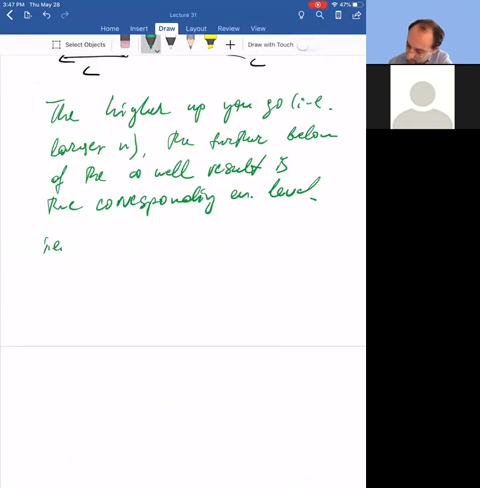 3:47 PM Thu May 28
47%
Lecture 31
Home Insert Draw Layout Review View
Select Objects
Draw with Touch
L
L
The higher up you go (i-e.
larger n), the further below
of the ∞ well result is
the corresponding en. level.
i.e